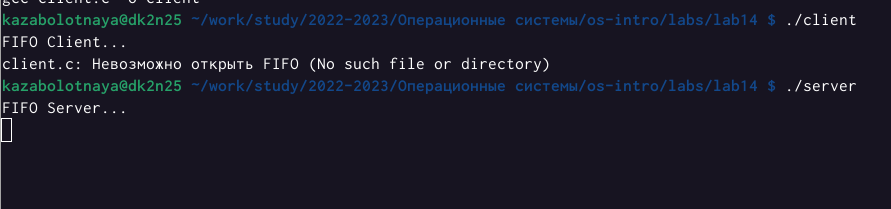 gcc client.c -o client
kazabolotnaya@dk2n25 ~/work/study/2022-2023/Операционные системы/os-intro/labs/lab14 $ ./client
FIFO Client...
client.c: Невозможно открыть FIFO (No such file or directory)
kazabolotnaya@dk2n25 ~/work/study/2022-2023/Операционные системы/os-intro/labs/lab14 $ ./server
FIFO Server...